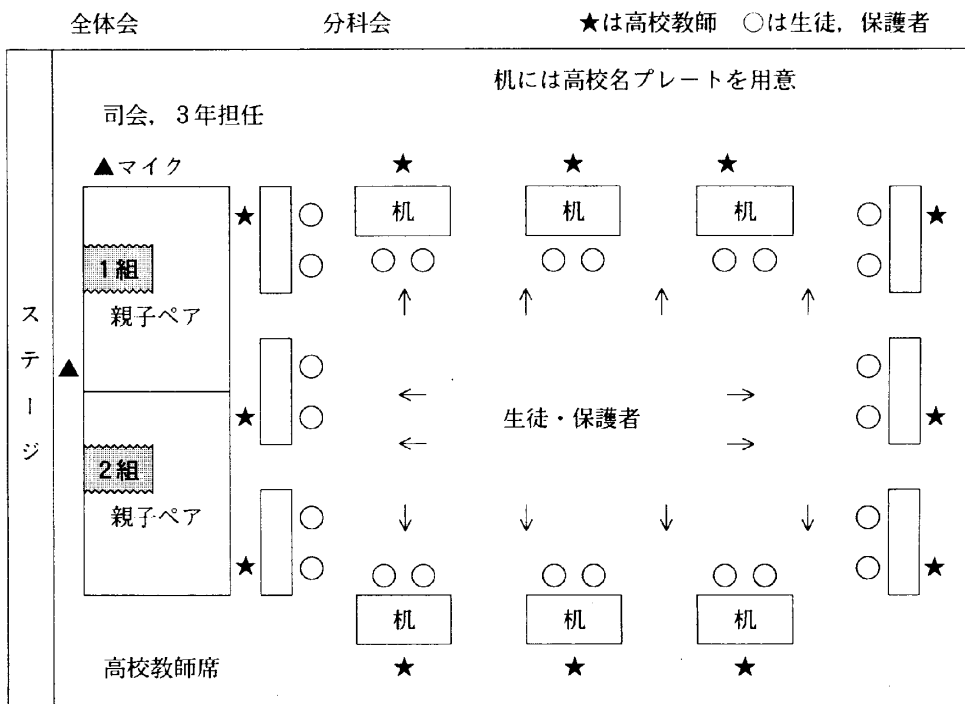 全体会 分科会 ★は高校教師 ○は生徒，保護者
机には高校名プレートを用意
司会，3年担任
▲マイク
机 机 机
1組
親子ペア
ステージ
生徒・保護者
2組
親子ペア
机 机 机
高校教師席